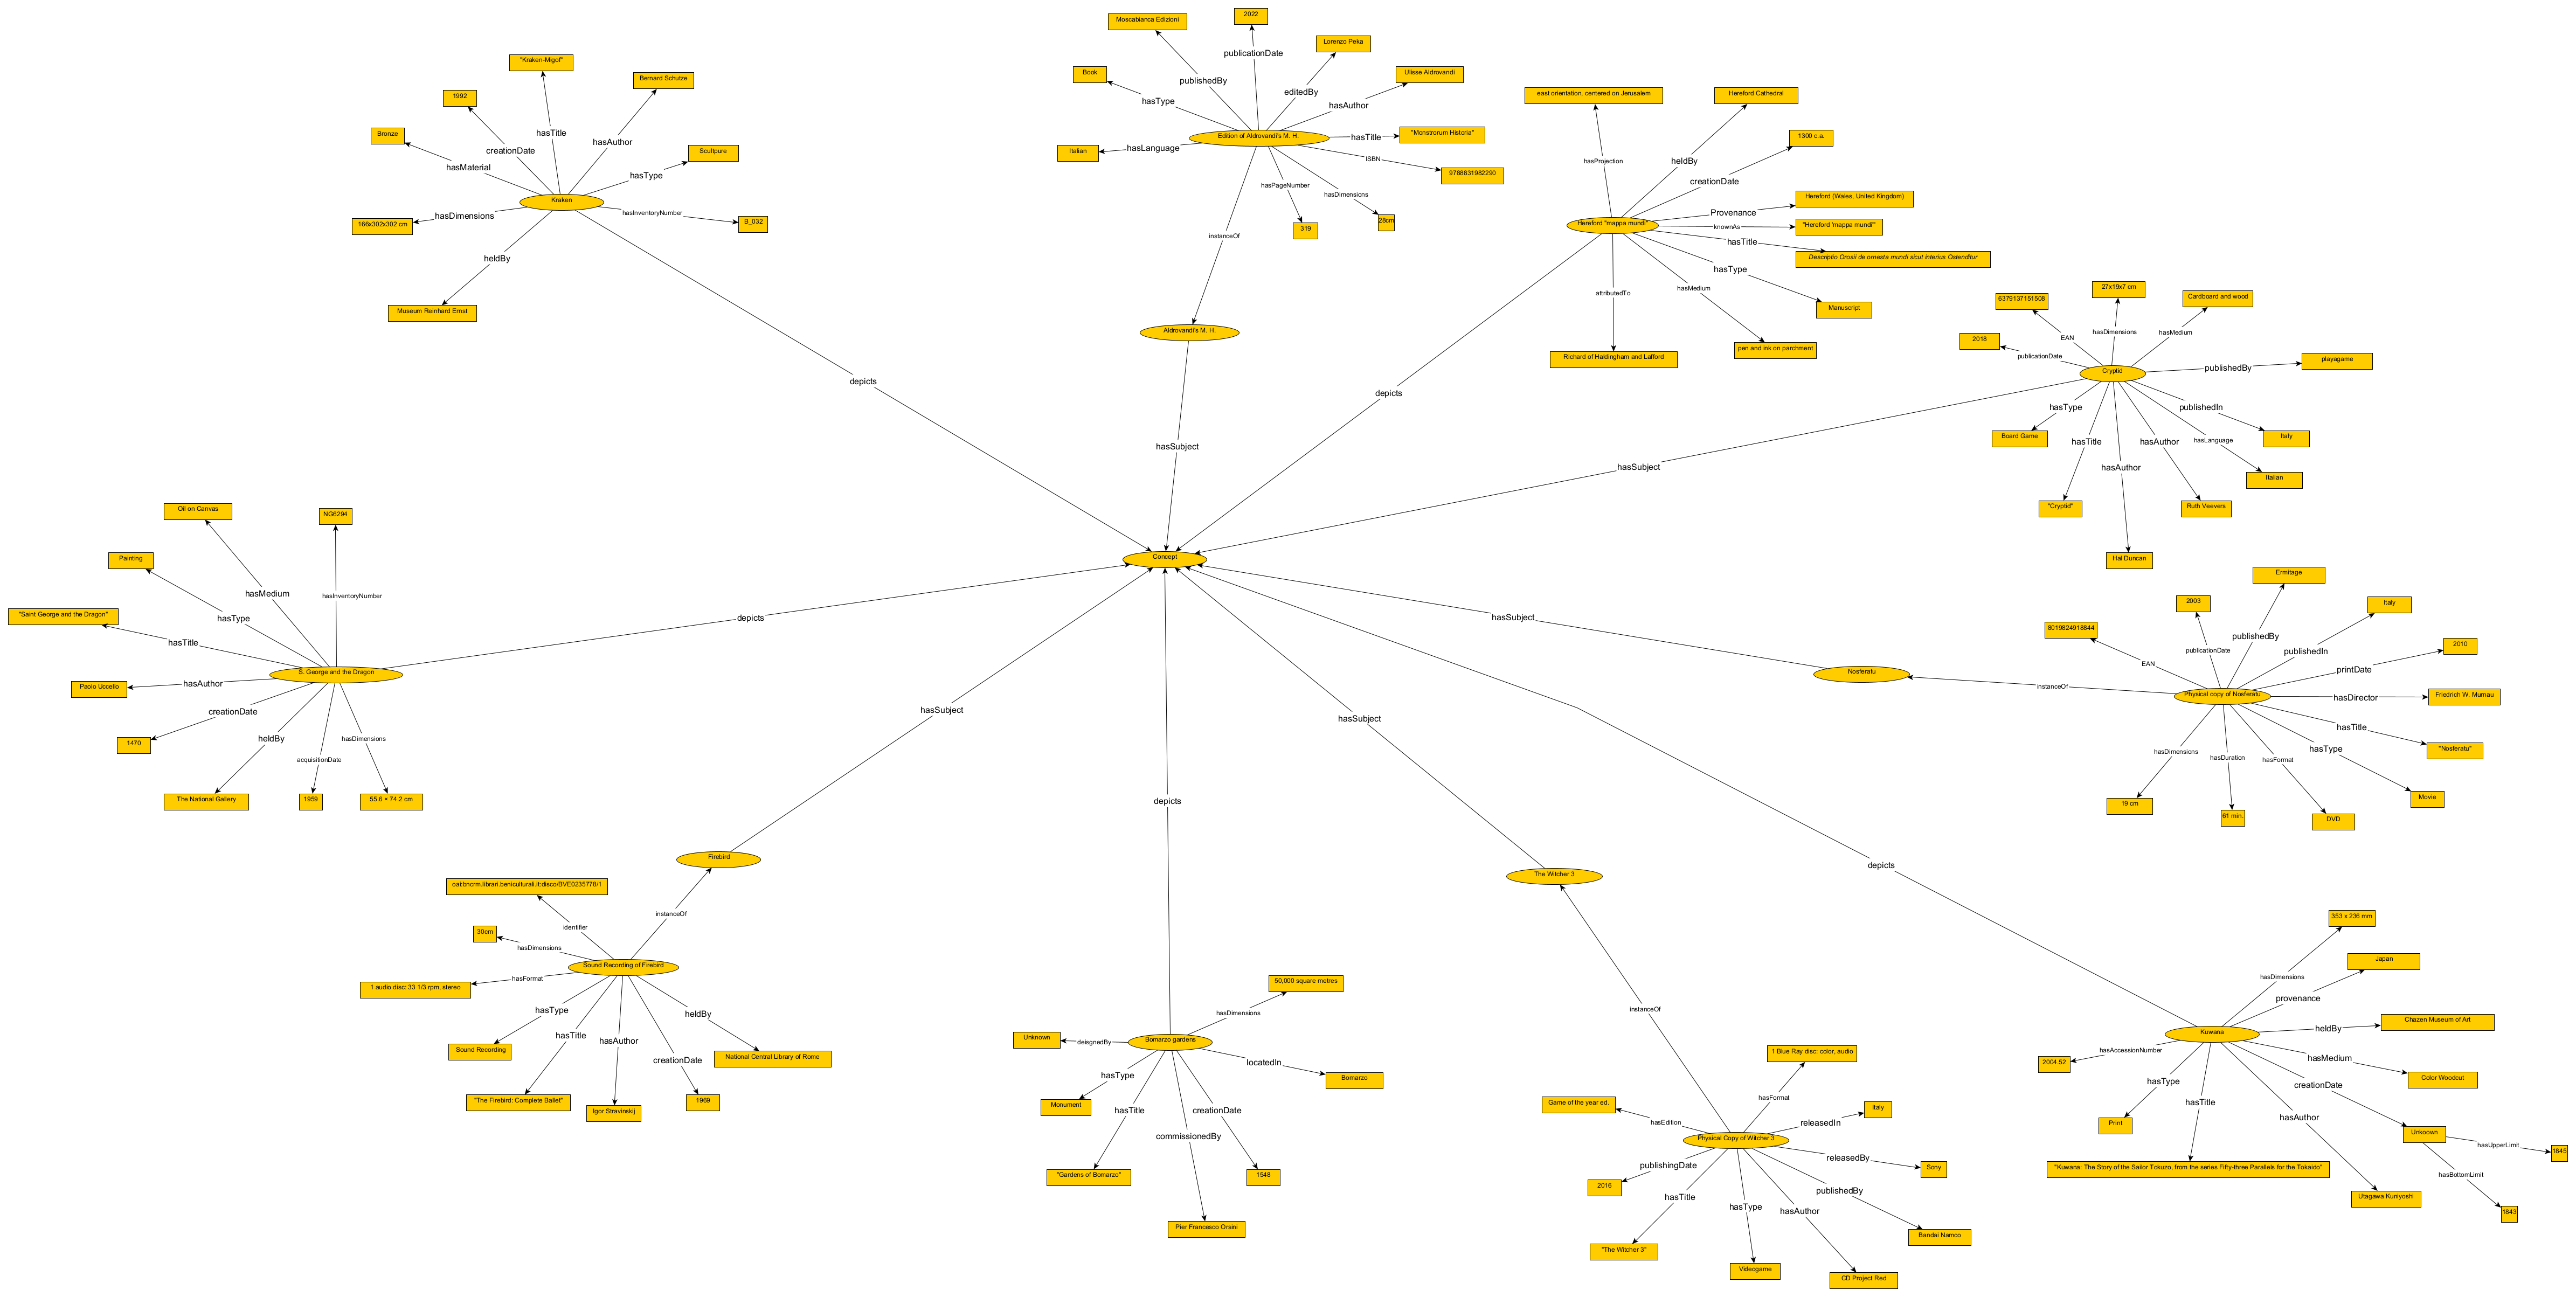 Moscabianca Edizioni
2022
Lorenzo Peka
Ulisse Aldrovandi
Book
publicationDate
publishedBy
editedBy
hasType
hasAuthor
Edition of Aldrovandi's M. H.
hasTitle
"Monstrorum Historia"
Italian
hasLanguage
ISBN
9788831982290
hasPageNumber
hasDimensions
319
28cm
instanceOf
Aldrovandi's M. H.
hasSubject
"Kraken-Migof"
Bernard Schutze
1992
Bronze
hasTitle
creationDate
hasAuthor
Scultpure
hasMaterial
hasType
Kraken
166x302x302 cm
hasDimensions
hasInventoryNumber
B_032
heldBy
Museum Reinhard Ernst
depicts
east orientation, centered on Jerusalem
Hereford Cathedral
1300 c.a.
hasProjection
heldBy
creationDate
Hereford (Wales, United Kingdom)
Provenance
Hereford "mappa mundi"
knownAs
"Hereford 'mappa mundi'"
hasTitle
Descriptio Orosii de ornesta mundi sicut interius Ostenditur
hasType
attributedTo
hasMedium
Manuscript
Richard of Haldingham and Lafford
pen and ink on parchment
depicts
6379137151508
27x19x7 cm
Cardboard and wood
2018
EAN
hasDimensions
hasMedium
publicationDate
playagame
publishedBy
Cryptid
hasType
publishedIn
Board Game
hasTitle
hasAuthor
hasAuthor
hasLanguage
Italy
Italian
"Cryptid"
Ruth Veevers
Hal Duncan
hasSubject
Concept
Oil on Canvas
NG6294
Painting
hasMedium
hasInventoryNumber
"Saint George and the Dragon"
hasType
hasTitle
S. George and the Dragon
Paolo Uccello
hasAuthor
creationDate
1470
heldBy
acquisitionDate
hasDimensions
The National Gallery
1959
55.6 × 74.2 cm
depicts
Ermitage
2003
Italy
8019824918844
publishedBy
publicationDate
publishedIn
2010
EAN
printDate
Nosferatu
instanceOf
Physical copy of Nosferatu
hasDirector
Friedrich W. Murnau
hasTitle
"Nosferatu"
hasDimensions
hasDuration
hasFormat
hasType
19 cm
61 min.
DVD
Movie
hasSubject
Firebird
hasSubject
oai:bncrm.librari.beniculturali.it:disco/BVE0235778/1
instanceOf
identifier
30cm
hasDimensions
Sound Recording of Firebird
1 audio disc: 33 1/3 rpm, stereo
hasFormat
hasType
hasTitle
hasAuthor
creationDate
heldBy
Sound Recording
National Central Library of Rome
"The Firebird: Complete Ballet"
Igor Stravinskij
1969
depicts
50,000 square metres
hasDimensions
Unknown
deisgnedBy
Bomarzo gardens
locatedIn
Bomarzo
hasType
Monument
hasTitle
commissionedBy
creationDate
"Gardens of Bomarzo"
1548
Pier Francesco Orsini
hasSubject
The Witcher 3
instanceOf
1 Blue Ray disc: color, audio
Game of the year ed.
hasFormat
Italy
hasEdition
releasedIn
Physical Copy of Witcher 3
publishingDate
releasedBy
Sony
2016
hasTitle
hasType
hasAuthor
publishedBy
"The Witcher 3"
Bandai Namco
Videogame
CD Project Red
depicts
353 x 236 mm
Japan
hasDimensions
provenance
Chazen Museum of Art
heldBy
Kuwana
hasAccessionNumber
2004.52
hasMedium
Color Woodcut
hasType
creationDate
hasTitle
hasAuthor
Print
Unkoown
hasUpperLimit
1845
hasBottomLimit
"Kuwana: The Story of the Sailor Tokuzo, from the series Fifty-three Parallels for the Tokaido"
Utagawa Kuniyoshi
1843